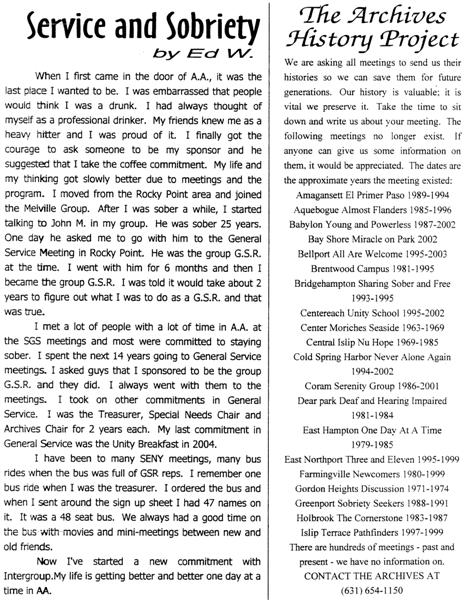 Service and Sobriety
by Ed W.
When I first came in the door of A.A., it was the
last place I wanted to be. I was embarrassed that people
would think I was a drunk. I had always thought of
myself as a professional drinker. My friends knew me as a
heavy hitter and I was proud of it. I finally got the
courage to ask someone to be my sponsor and he
suggested that I take the coffee commitment. My life and
my thinking got slowly better due to meetings and the
program. I moved from the Rocky Point area and joined
the Melville Group. After I was sober a while, I started
talking to John M. in my group. He was sober 25 years.
One day he asked me to go with him to the General
Service Meeting in Rocky Point. He was the group G.S.R.
at the time. I went with him for 6 months and then I
became the group G.S.R. I was told it would take about 2
years to figure out what I was to do as a G.S.R. and that
was true.
I met a lot of people with a lot of time in A.A. at
the SGS meetings and most were committed to staying
sober. I spent the next 14 years going to General Service
meetings. I asked guys that I sponsored to be the group
G.S.R. and they did. I always went with them to the
meetings. I took on other commitments in General
Service. I was the Treasurer, Special Needs Chair and
Archives Chair for 2 years each. My last commitment in
General Service was the Unity Breakfast in 2004.
I have been to many SENY meetings, many bus
rides when the bus was full of GSR reps. I remember one
bus ride when I was the treasurer. I ordered the bus and
when I sent around the sign up sheet I had 47 names on
it. It was a 48 seat bus. We always had a good time on
the bus with movies and mini-meetings between new and
old friends.
Now I've started a new commitment with
Intergroup.My life is getting better and better one day at a
time in AA.
The Archives
History Project
We are asking all meetings to send us their
histories so we can save them for future
generations. Our history is valuable; it is
vital we preserve it. Take the time to sit
down and write us about your meeting. The
following meetings no longer exist. If
anyone can give us some information on
them, it would be appreciated. The dates are
the approximate years the meeting existed:
Amagansett El Primer Paso 1989-1994
Aquebogue Almost Flanders 1985-1996
Babylon Young and Powerless 1987-2002
Bay Shore Miracle on Park 2002
Bellport All Are Welcome 1995-2003
Brentwood Campus 1981-1995
Bridgehampton Sharing Sober and Free
1993-1995
Centereach Unity School 1995-2002
Center Moriches Seaside 1963-1969
Central Islip Nu Hope 1969-1985
Cold Spring Harbor Never Alone Again
1994-2002
Coram Serenity Group 1986-2001
Dear park Deaf and Hearing Impaired
1981-1984
East Hampton One Day At A Time
1979-1985
East Northport Three and Eleven 1995-1999
Farmingville Newcomers 1980-1999
Gordon Heights Discussion 1971-1974
Greenport Sobriety Seekers 1988-1991
Holbrook The Cornerstone 1983-1987
Islip Terrace Pathfinders 1997-1999
There are hundreds of meetings - past and
present - we have no information on.
CONTACT THE ARCHIVES AT
(631) 654-1150